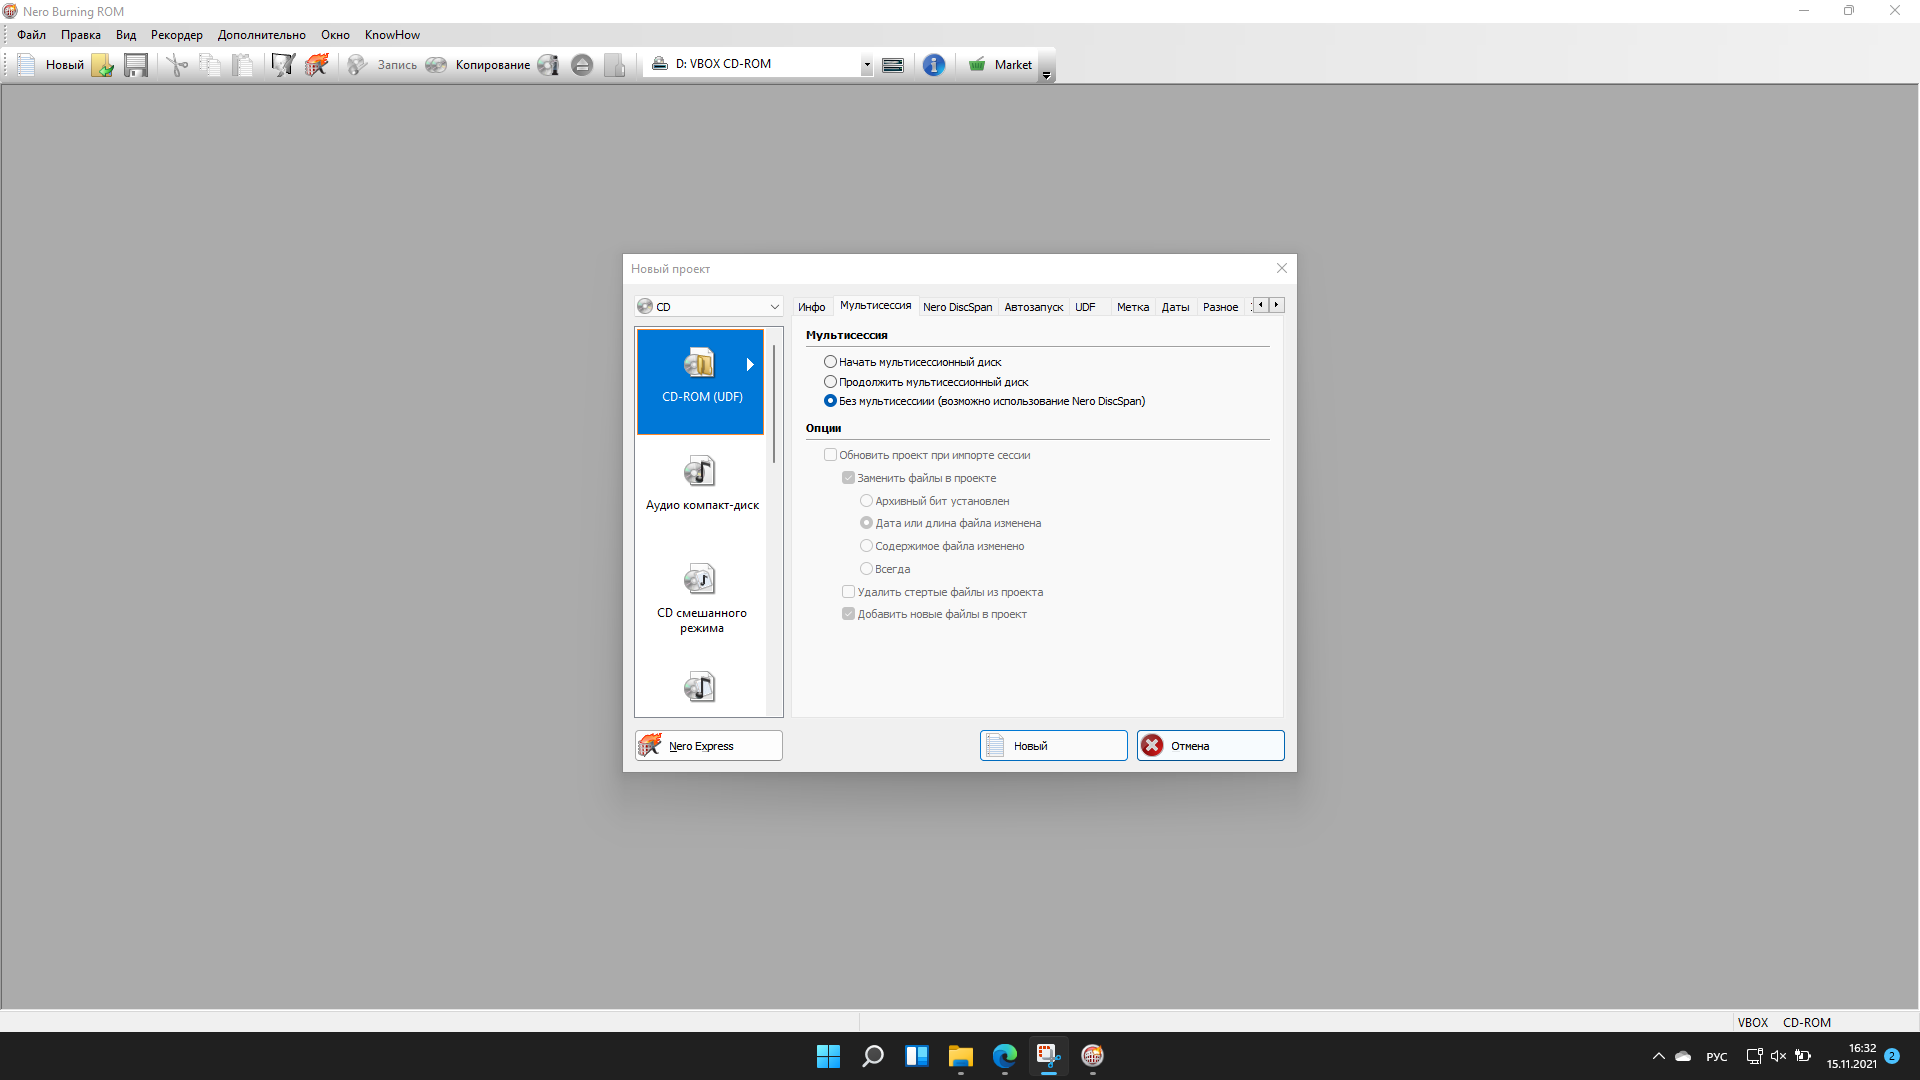 Nero Burning ROM
Файл Правка Вид Рекордер Дополнительно Окно KnowHow
Новый Запись Копирование D: VBOX CD-ROM Market
Новый проект
CD
Инфо Мультисессия Nero DiscSpan Автозапуск UDF Метка Даты Разное
CD-ROM (UDF)
Аудио компакт-диск
CD смешанного
режима
Мультисессия
Начать мультисессионный диск
Продолжить мультисессионный диск
Без мультисессиии (возможно использование Nero DiscSpan)
Опции
Обновить проект при импорте сессии
Заменить файлы в проекте
Архивный бит установлен
Дата или длина файла изменена
Содержимое файла изменено
Всегда
Удалить стертые файлы из проекта
Добавить новые файлы в проект
Nero Express Новый Отмена
VBOX CD-ROM
РУС
16:32
15.11.2021
2